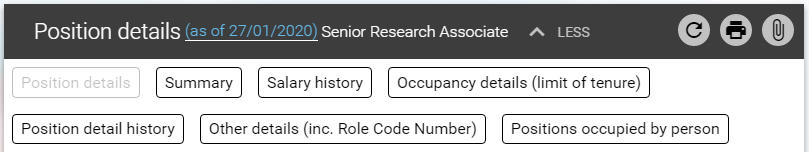 Position details (as of 27/01/2020) Senior Research Associate LESS
Position details Summary Salary history Occupancy details (limit of tenure)
Position detail history Other details (inc. Role Code Number) Positions occupied by person